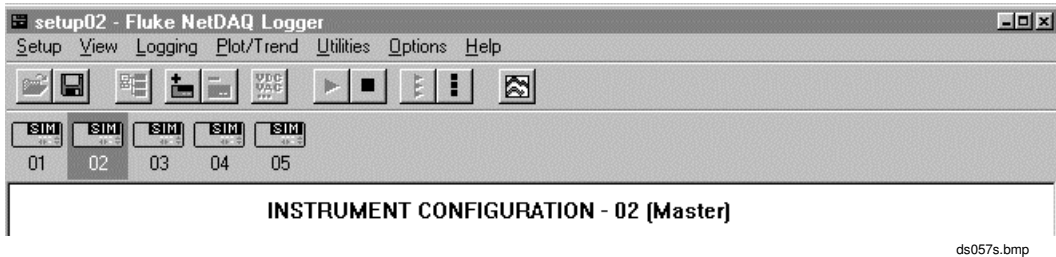 setup02 - Fluke NetDAQ Logger
Setup View Logging Plot/Trend Utilities Options Help
VDC
VAC
SIM SIM SIM SIM SIM
01 02 03 04 05
INSTRUMENT CONFIGURATION - 02 (Master)
ds057s.bmp